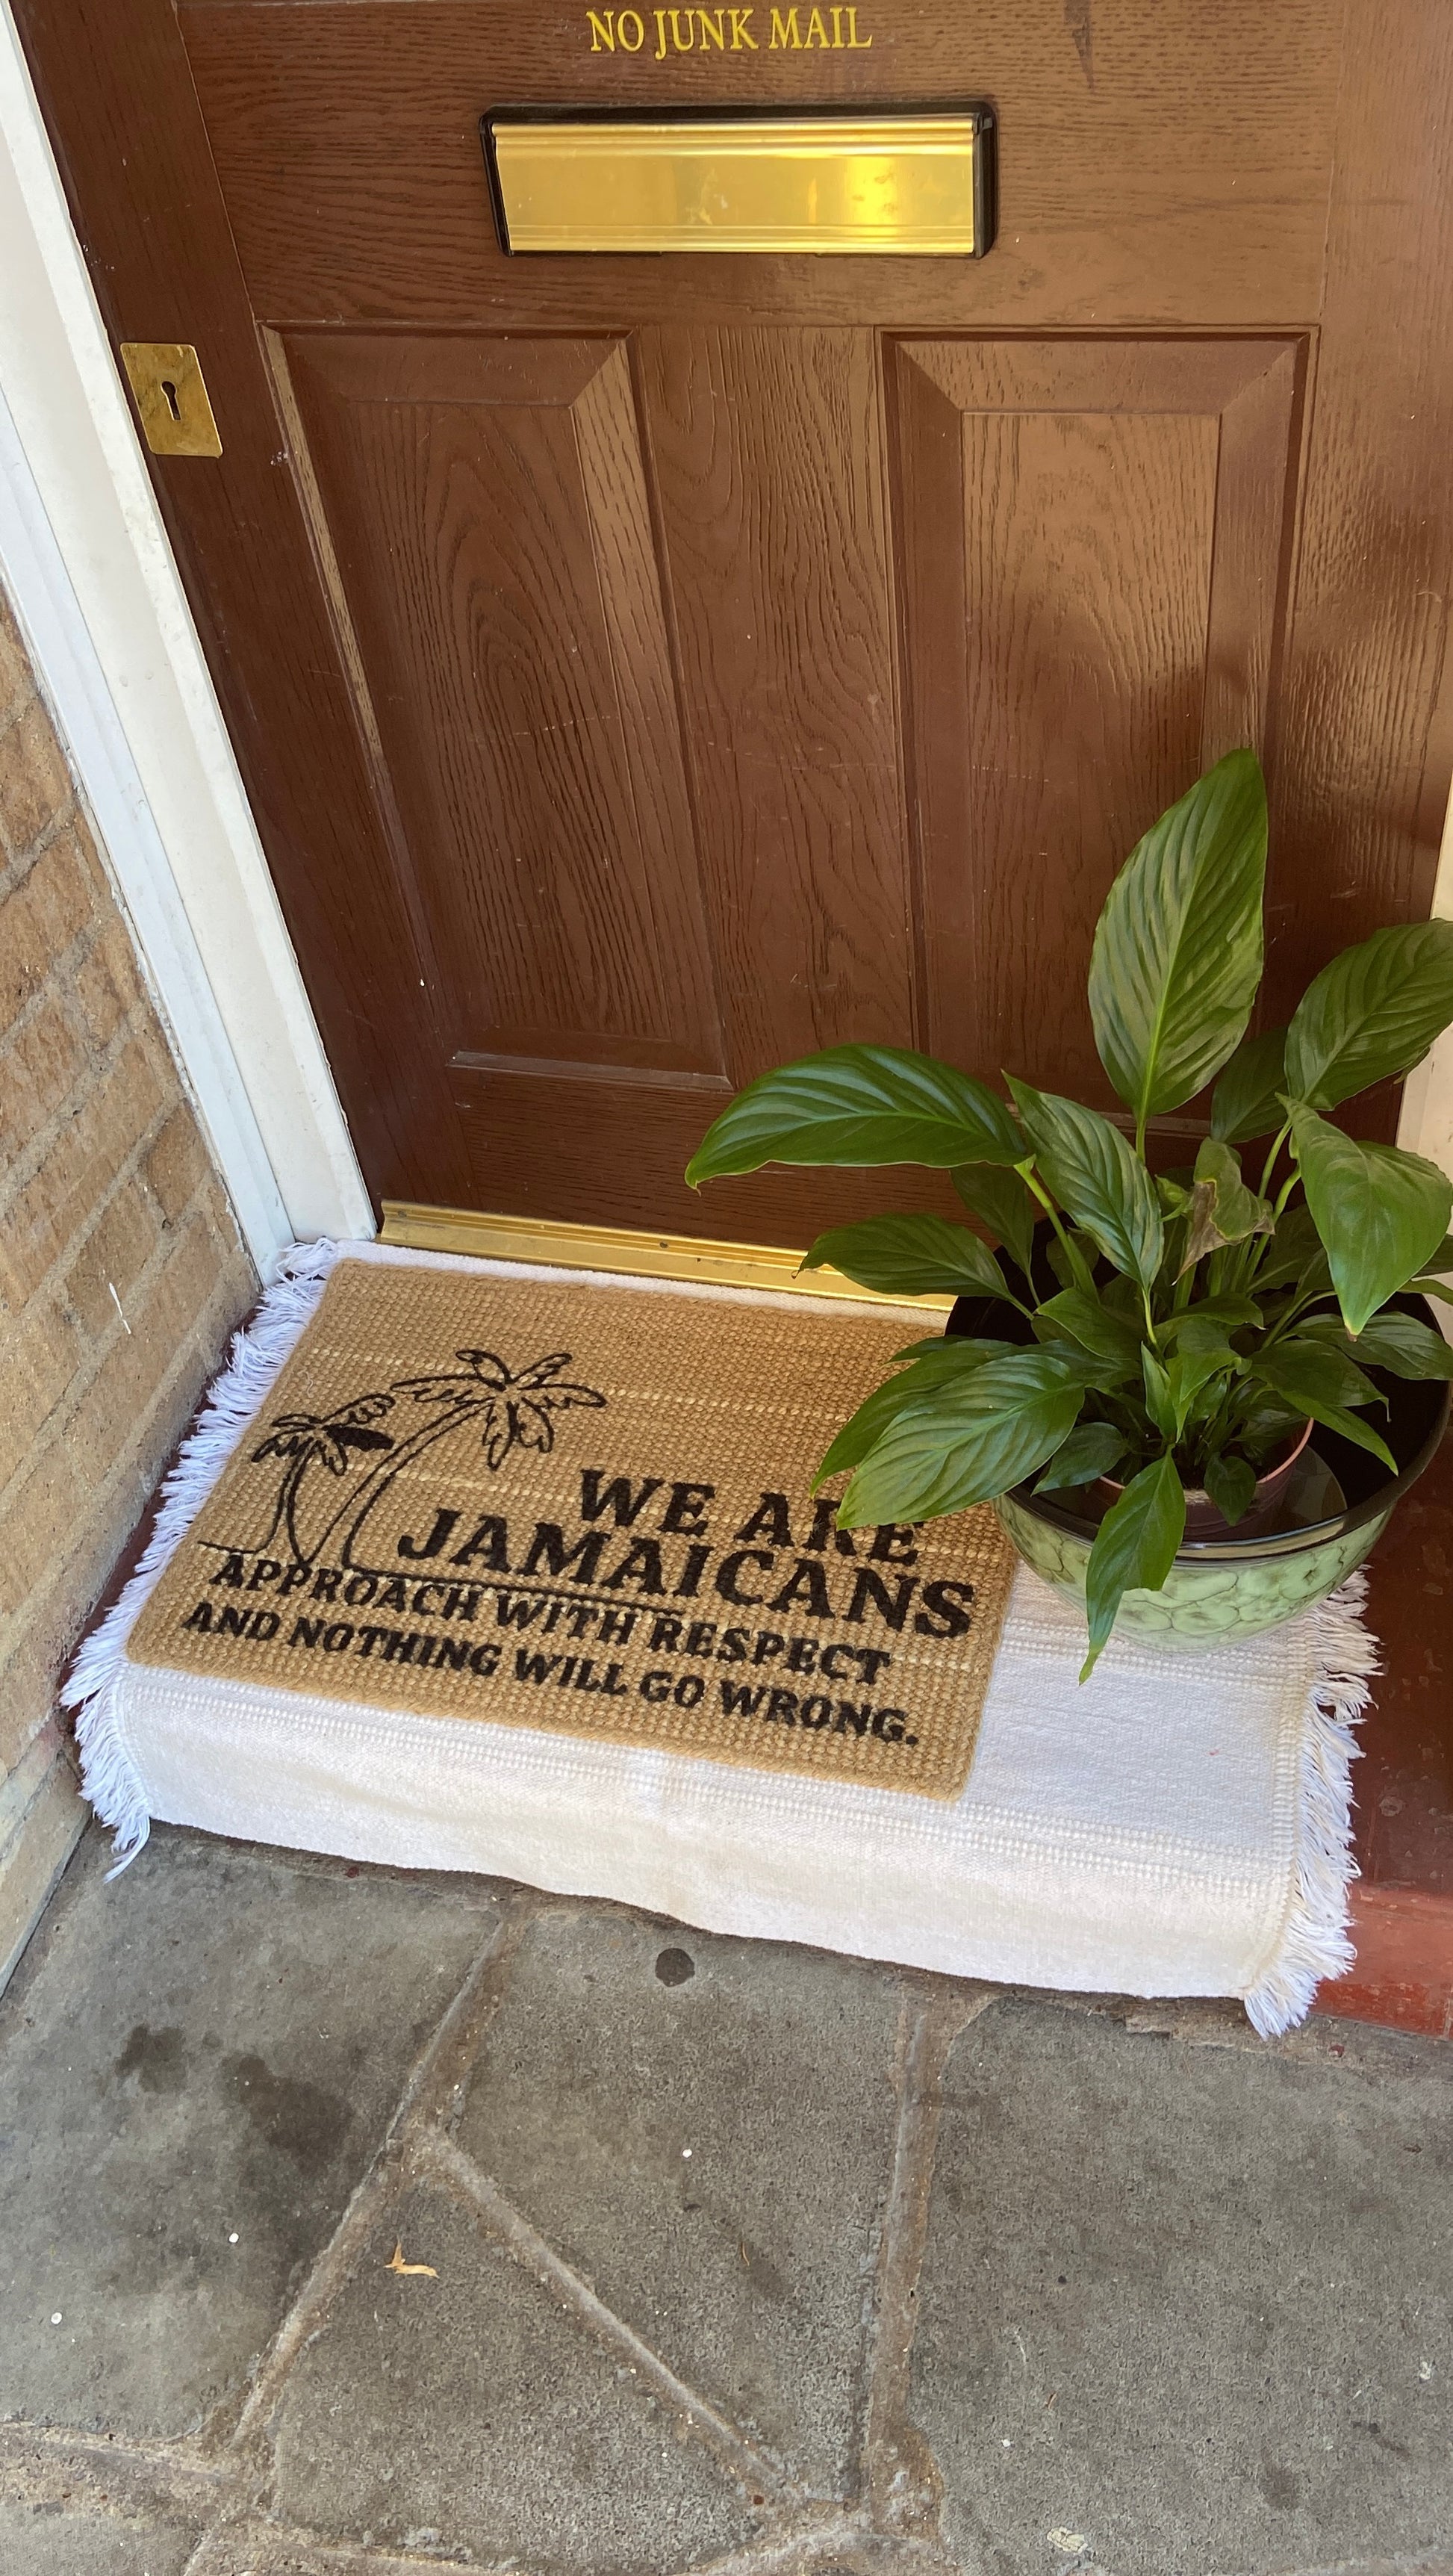 NO JUNK MAIL
WE ARE
JAMAICANS
APPROACH WITH RESPECT
AND NOTHING WILL GO WRONG.